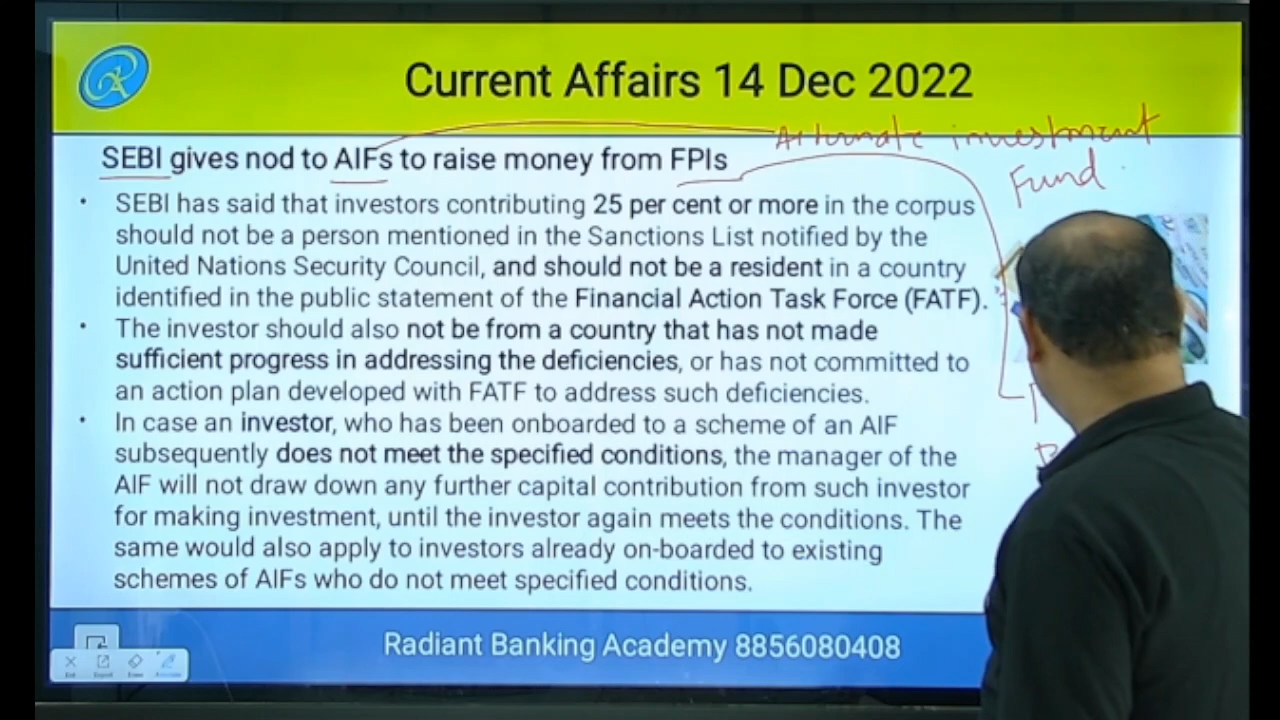 Current Affairs 14 Dec 2022
Alternate investment
Fund
SEBI gives nod to AIFs to raise money from FPIs
• SEBI has said that investors contributing 25 per cent or more in the corpus
should not be a person mentioned in the Sanctions List notified by the
United Nations Security Council, and should not be a resident in a country
identified in the public statement of the Financial Action Task Force (FATF).
• The investor should also not be from a country that has not made
sufficient progress in addressing the deficiencies, or has not committed to
an action plan developed with FATF to address such deficiencies.
• In case an investor, who has been onboarded to a scheme of an AIF
subsequently does not meet the specified conditions, the manager of the
AIF will not draw down any further capital contribution from such investor
for making investment, until the investor again meets the conditions. The
same would also apply to investors already on-boarded to existing
schemes of AIFs who do not meet specified conditions.
Radiant Banking Academy 8856080408